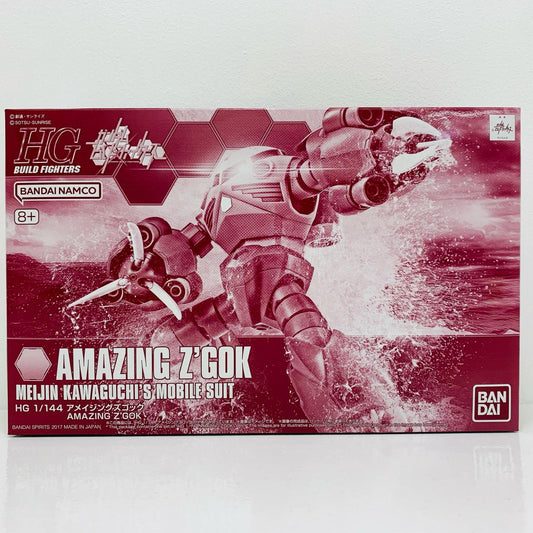 ©創通・サンライズ
©SOTSU・SUNRISE
HG
BUILD FIGHTERS
BANDAI NAMCO
8+
AMAZING Z'GOK
MEIJIN KAWAGUCHI'S MOBILE SUIT
HG 1/144 アメイジングズゴック
AMAZING Z'GOK
BANDAI SPIRITS 2017 MADE IN JAPAN
BAN
DAI